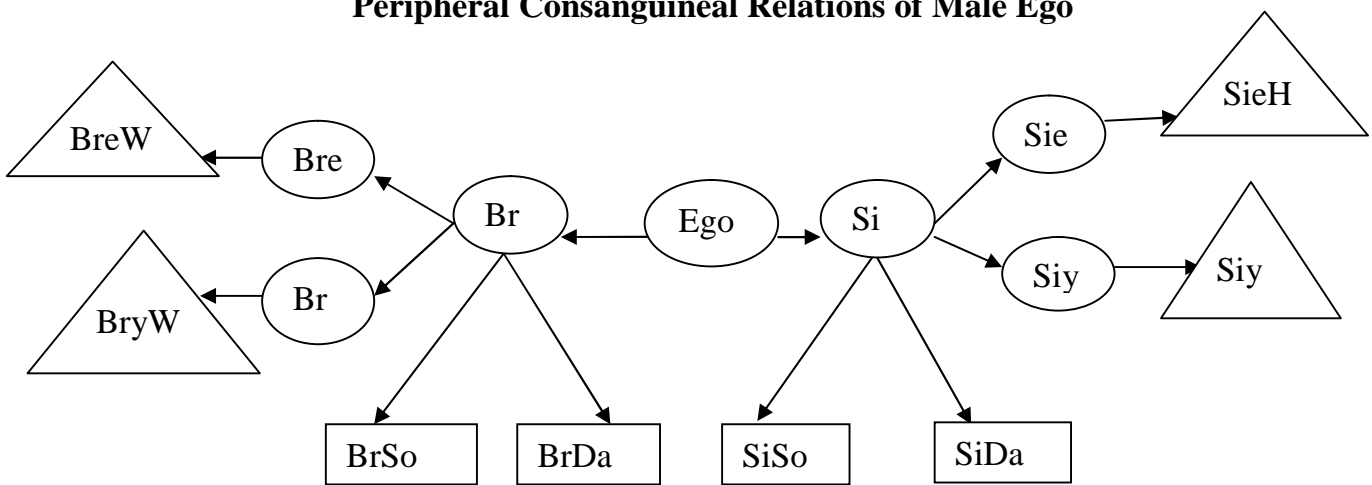 Peripheral Consanguineal Relations of Male Ego
BreW
Bre
Br
Ego
Si
Sie
SieH
BryW
Br
Siy
Siy
BrSo
BrDa
SiSo
SiDa